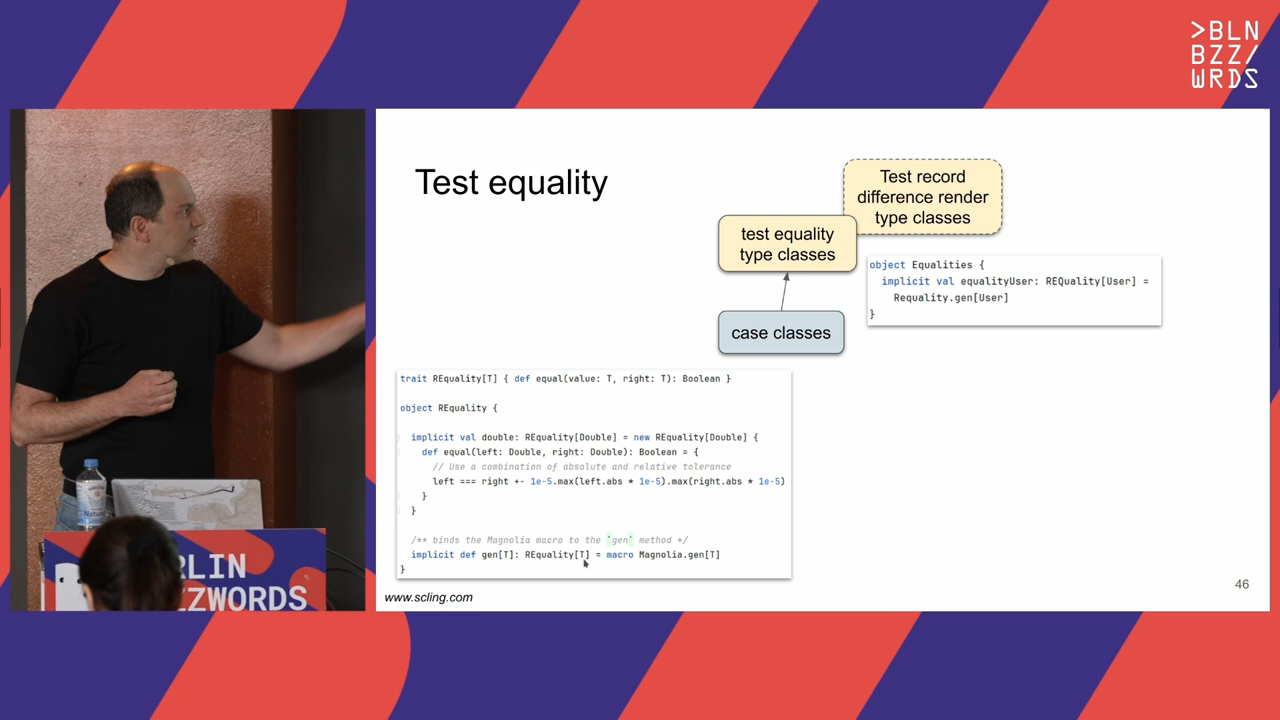 >BLN
BZZ/
WRDS
Test equality
Test record
difference render
type classes
test equality
type classes
case classes
object Equalities {
implicit val equalityUser: REQuality[User] =
Requality.gen[User]
}
trait REquality[T] { def equal(value: T, right: T): Boolean }
object REquality {
implicit val double: REquality[Double] = new REquality[Double] {
def equal(left: Double, right: Double): Boolean = {
// Use a combination of absolute and relative tolerance
left === right +- 1e-5.max(left.abs * 1e-5).max(right.abs * 1e-5)
}
}
/** binds the Magnolia macro to the `gen` method */
implicit def gen[T]: REquality[T] = macro Magnolia.gen[T]
}
www.scling.com
46
RLIN
ZZWORDS